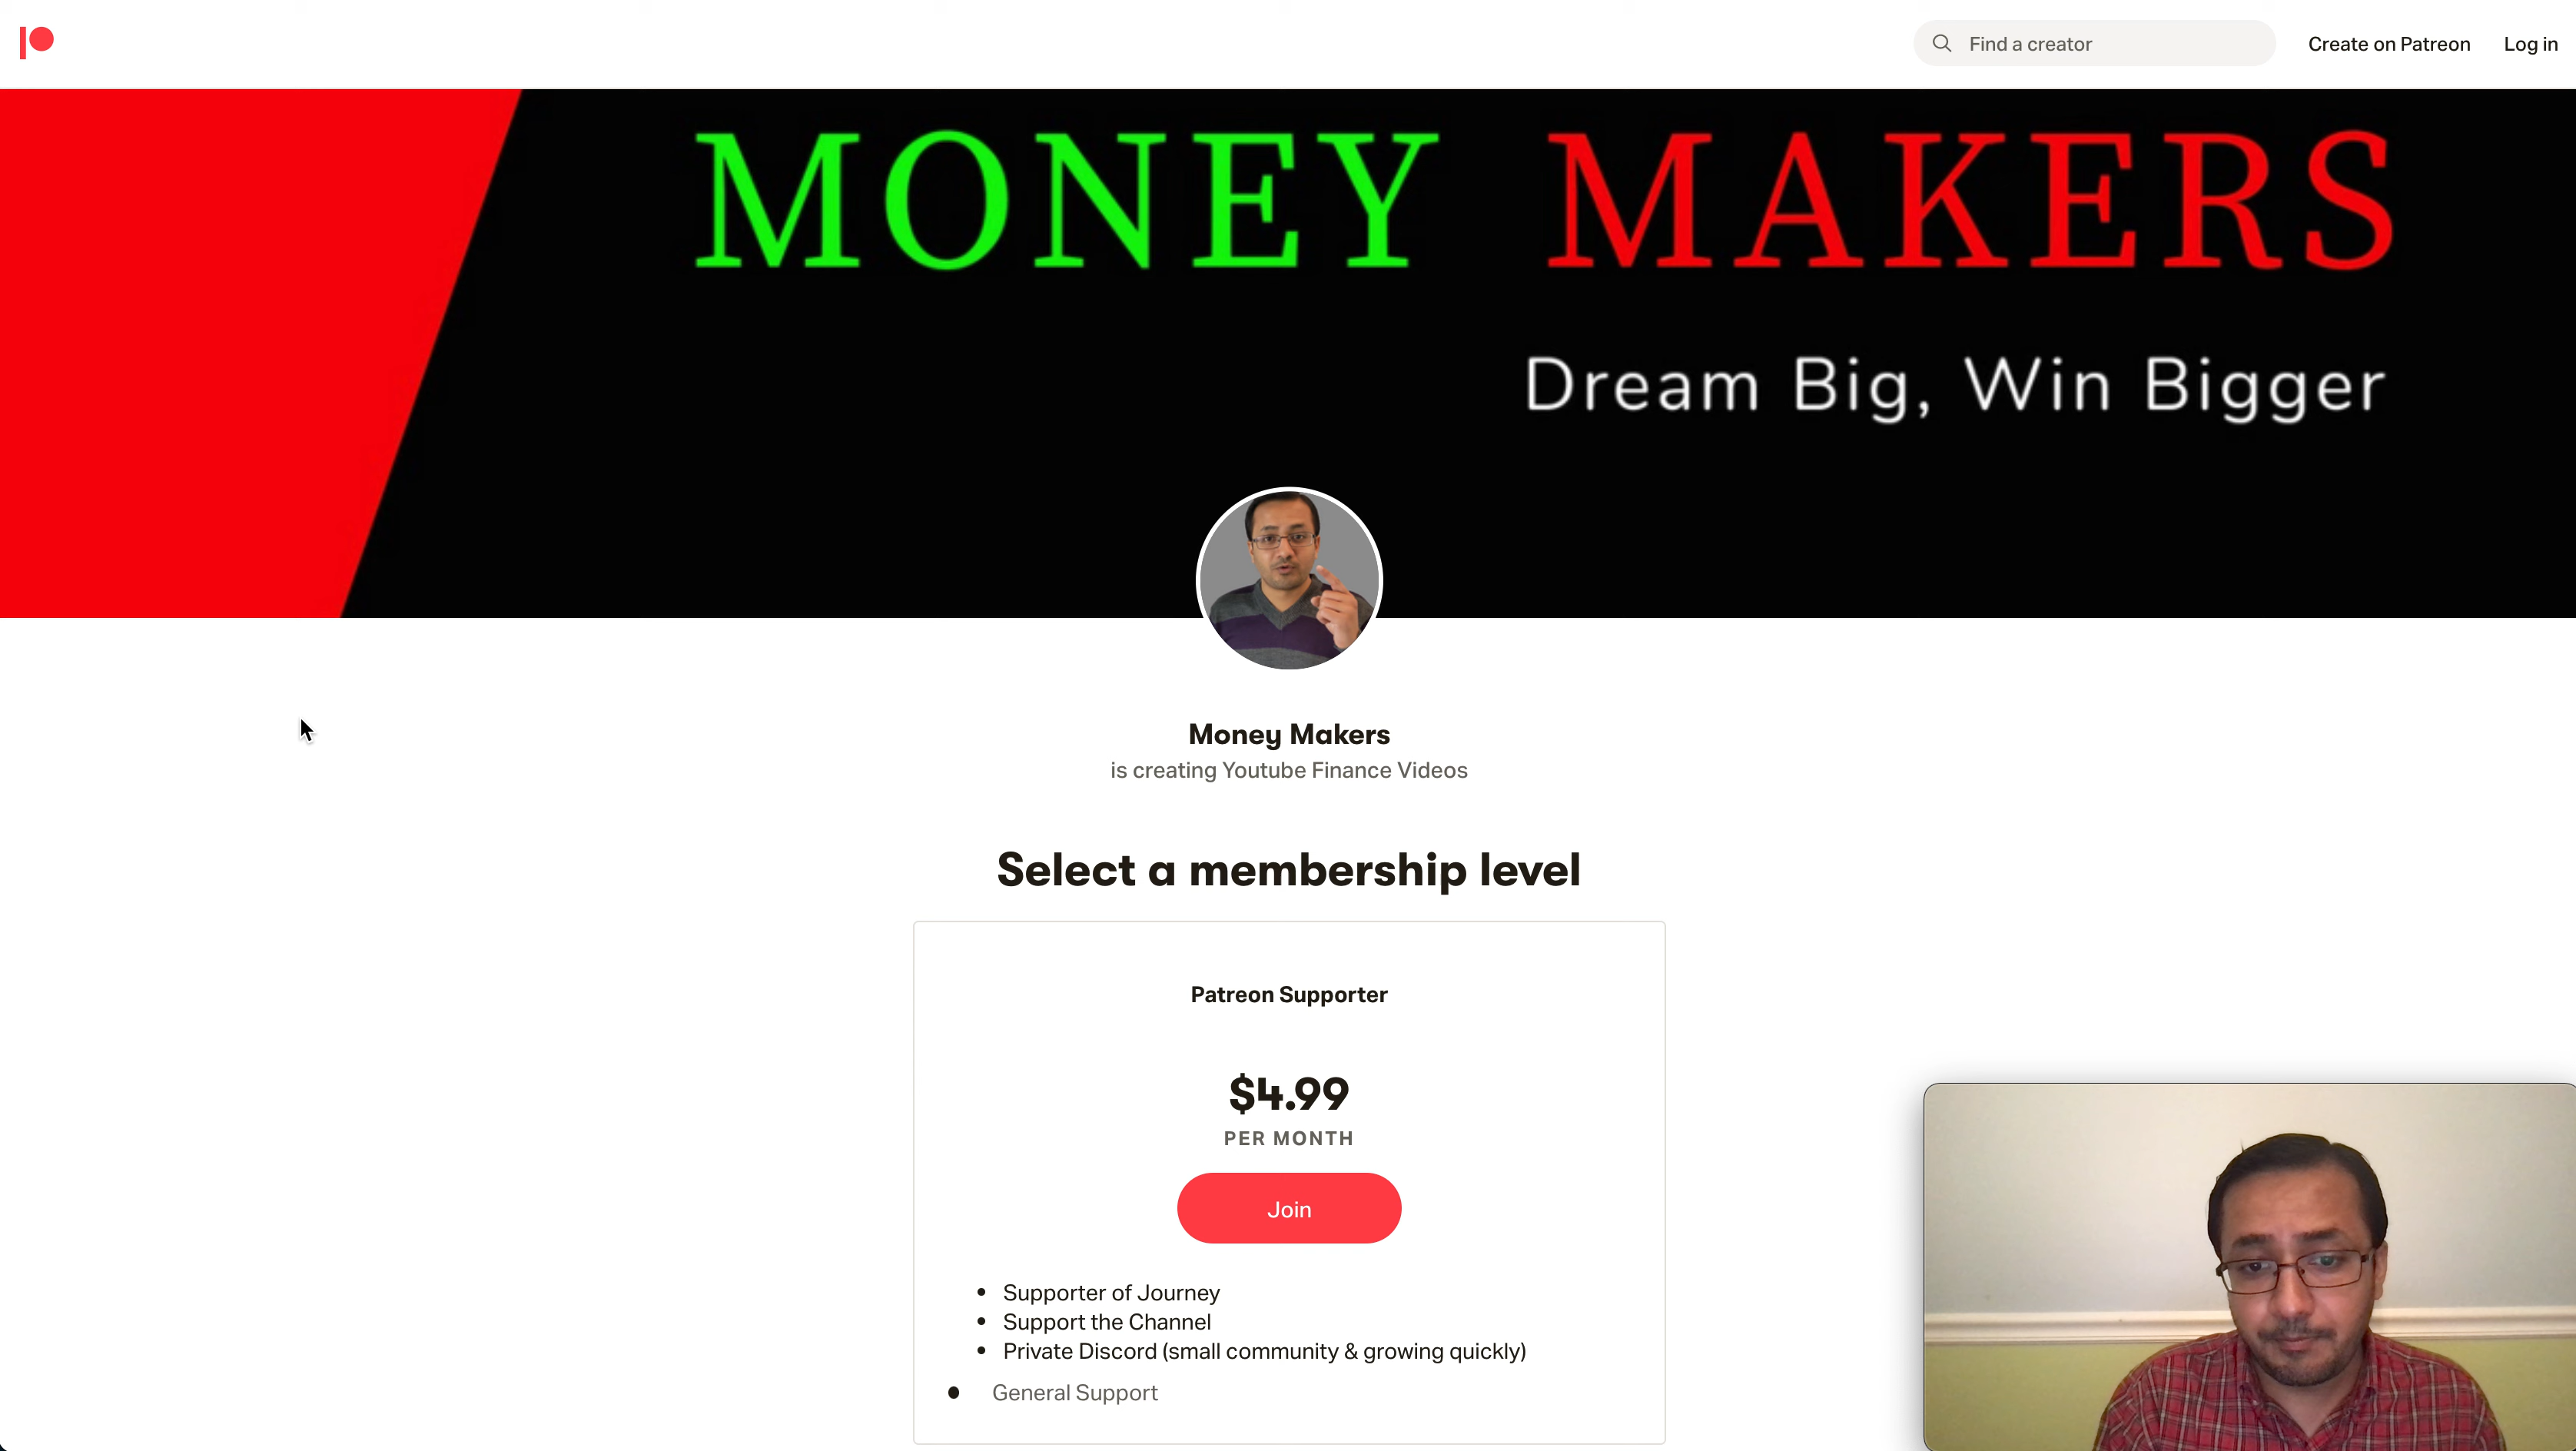 Find a creator
Create on Patreon
Log in
MONEY MAKERS
Dream Big, Win Bigger
Money Makers
is creating Youtube Finance Videos
Select a membership level
Patreon Supporter
$4.99
PER MONTH
Join
Supporter of Journey
Support the Channel
Private Discord (small community & growing quickly)
General Support